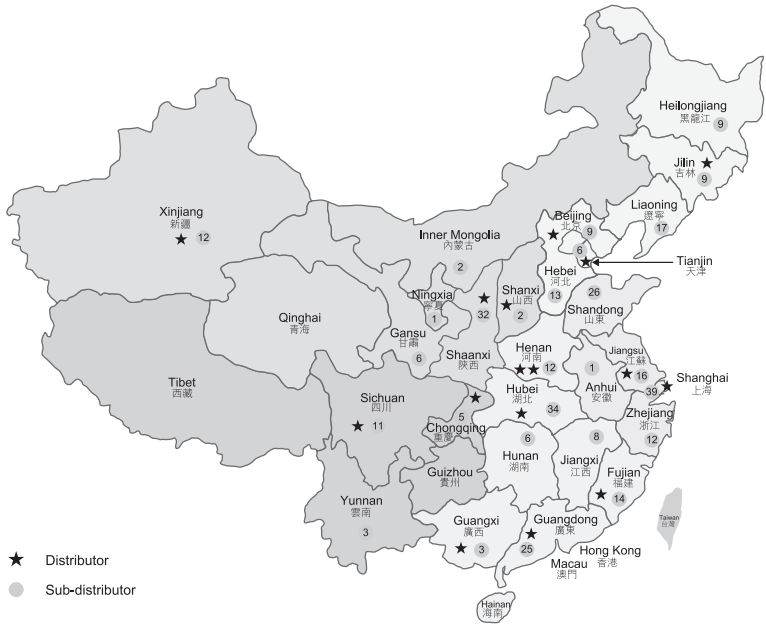 Heilongjiang
黑龍江
9
Jilin
吉林
9
Liaoning
遼寧
17
Xinjiang
新疆
12
Beijing
北京
9
6
Inner Mongolia
內蒙古
2
Tianjin
天津
Hebei
河北
13
Ningxia
寧夏
1
32
Shanxi
山西
2
26
Shandong
山東
Qinghai
青海
Gansu
甘肅
6
Shaanxi
陝西
Henan
河南
12
1
Anhui
安徽
Jiangsu
江蘇
16
39
Shanghai
上海
Tibet
西藏
Sichuan
四川
11
5
Chongqing
重慶
Hubei
湖北
34
Zhejiang
浙江
12
6
Hunan
湖南
8
Jiangxi
江西
Guizhou
貴州
Fujian
福建
14
Yunnan
雲南
3
Guangxi
廣西
3
Guangdong
廣東
25
Taiwan
台灣
Hong Kong
香港
Macau
澳門
Hainan
海南
Distributor
Sub-distributor